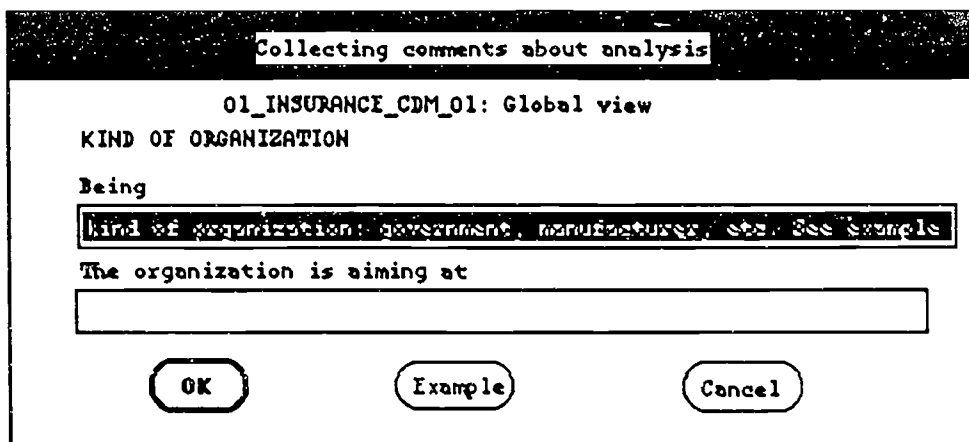 Collecting comments about analysis
01_INSURANCE_CDM_01: Global view
KIND OF ORGANIZATION
Being
kind of organization: government, manufacturer, etc. See example
The organization is aiming at
OK Example Cancel